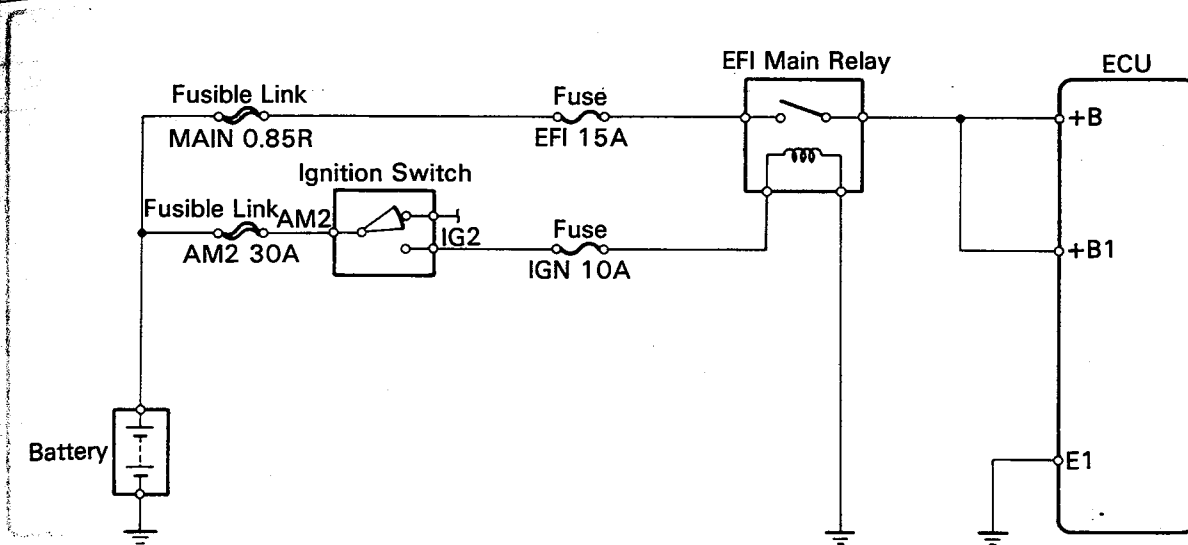 EFI Main Relay
ECU
Fusible Link
MAIN 0.85R
Fuse
EFI 15A
+B
Ignition Switch
Fusible Link
AM2 30A
AM2
IG2
Fuse
IGN 10A
+B1
Battery
E1